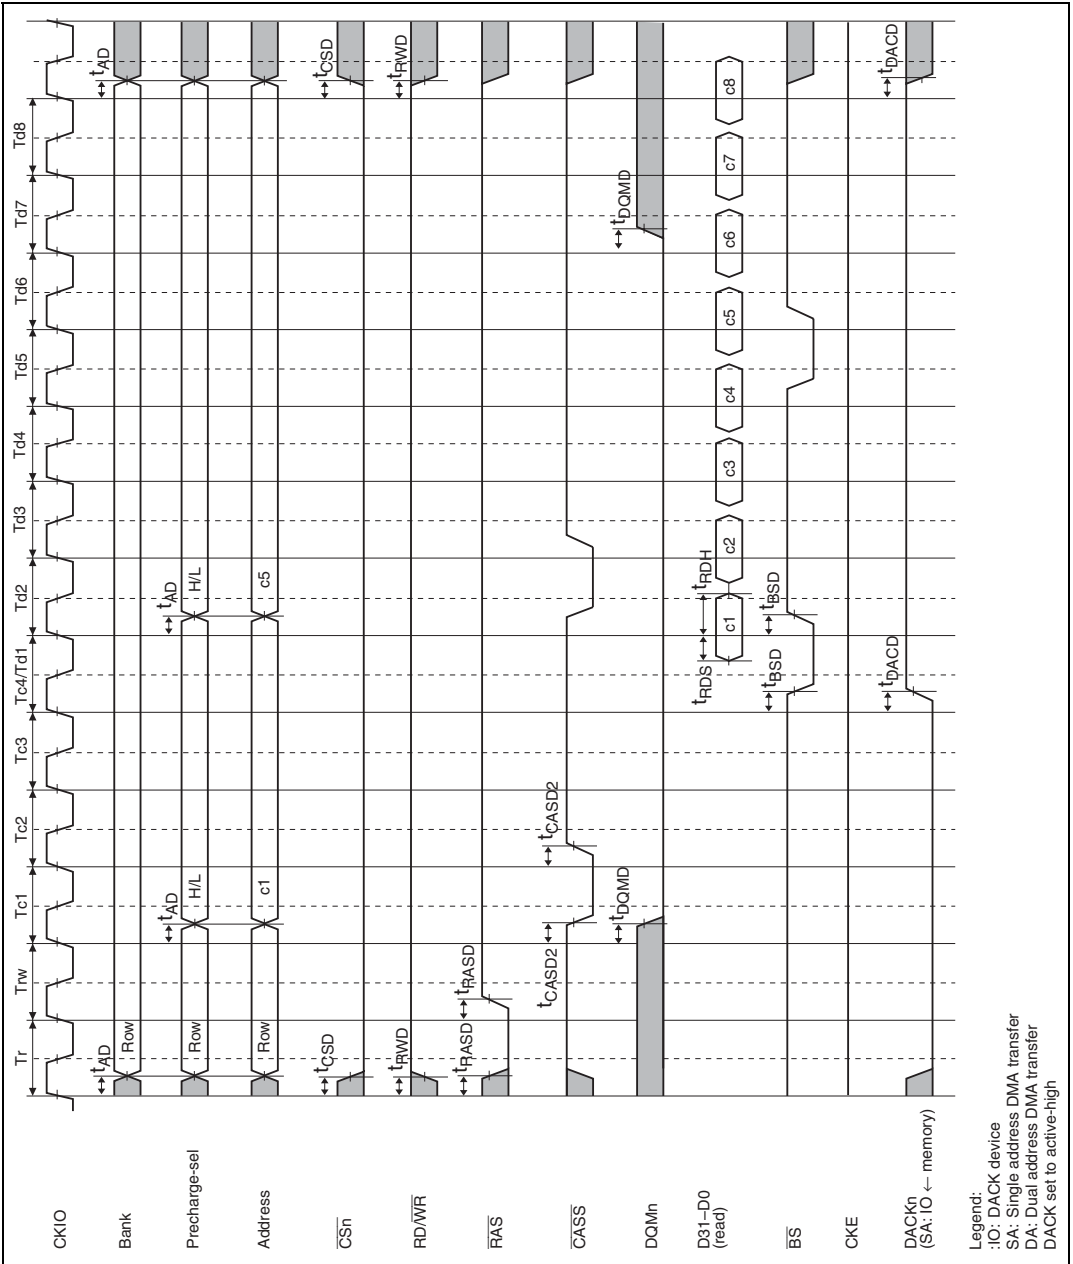 Tr Trw Tc1 Tc2 Tc3 Tc4/Td1 Td2 Td3 Td4 Td5 Td6 Td7 Td8
CKIO
Bank
tAD Row tAD
Precharge-sel
Row tAD H/L tAD H/L
Address
Row c1 c5
CSn
tCSD tCSD
RD/WR
tRWD tRWD
RAS
tRASD tRASD
CASS
tCASD2 tCASD2
DQMn
tDQMD tDQMD
D31–D0
(read)
tRDS tRDH
c1 c2 c3 c4 c5 c6 c7 c8
BS
tBSD tBSD
CKE
DACKn
(SA: IO ← memory)
tDACD tDACD
Legend:
:IO: DACK device
SA: Single address DMA transfer
DA: Dual address DMA transfer
DACK set to active-high